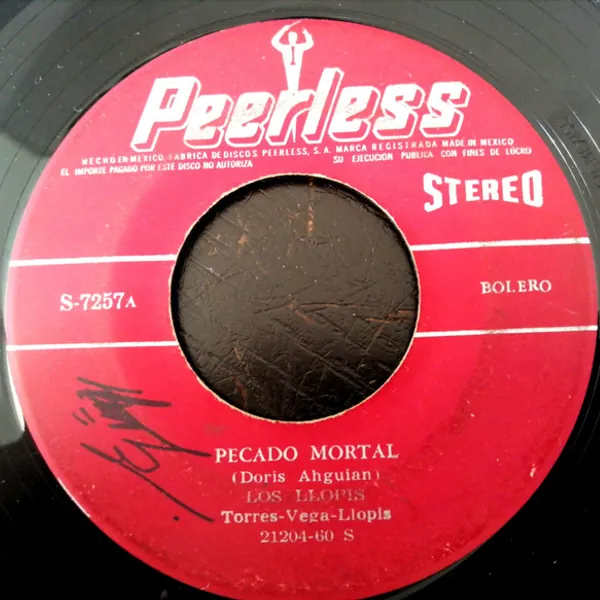 Peerless
HECHO EN MEXICO, FABRICA DE DISCOS PEERLESS, S. A. MARCA REGISTRADA MADE IN MEXICO
EL IMPORTE PAGADO POR ESTE DISCO NO AUTORIZA SU EJECUCION PUBLICA CON FINES DE LUCRO
STEREO
S-7257A
BOLERO
PECADO MORTAL
(Doris Ahguian)
LOS LLOPIS
Torres-Vega-Llopis
21204-60 S